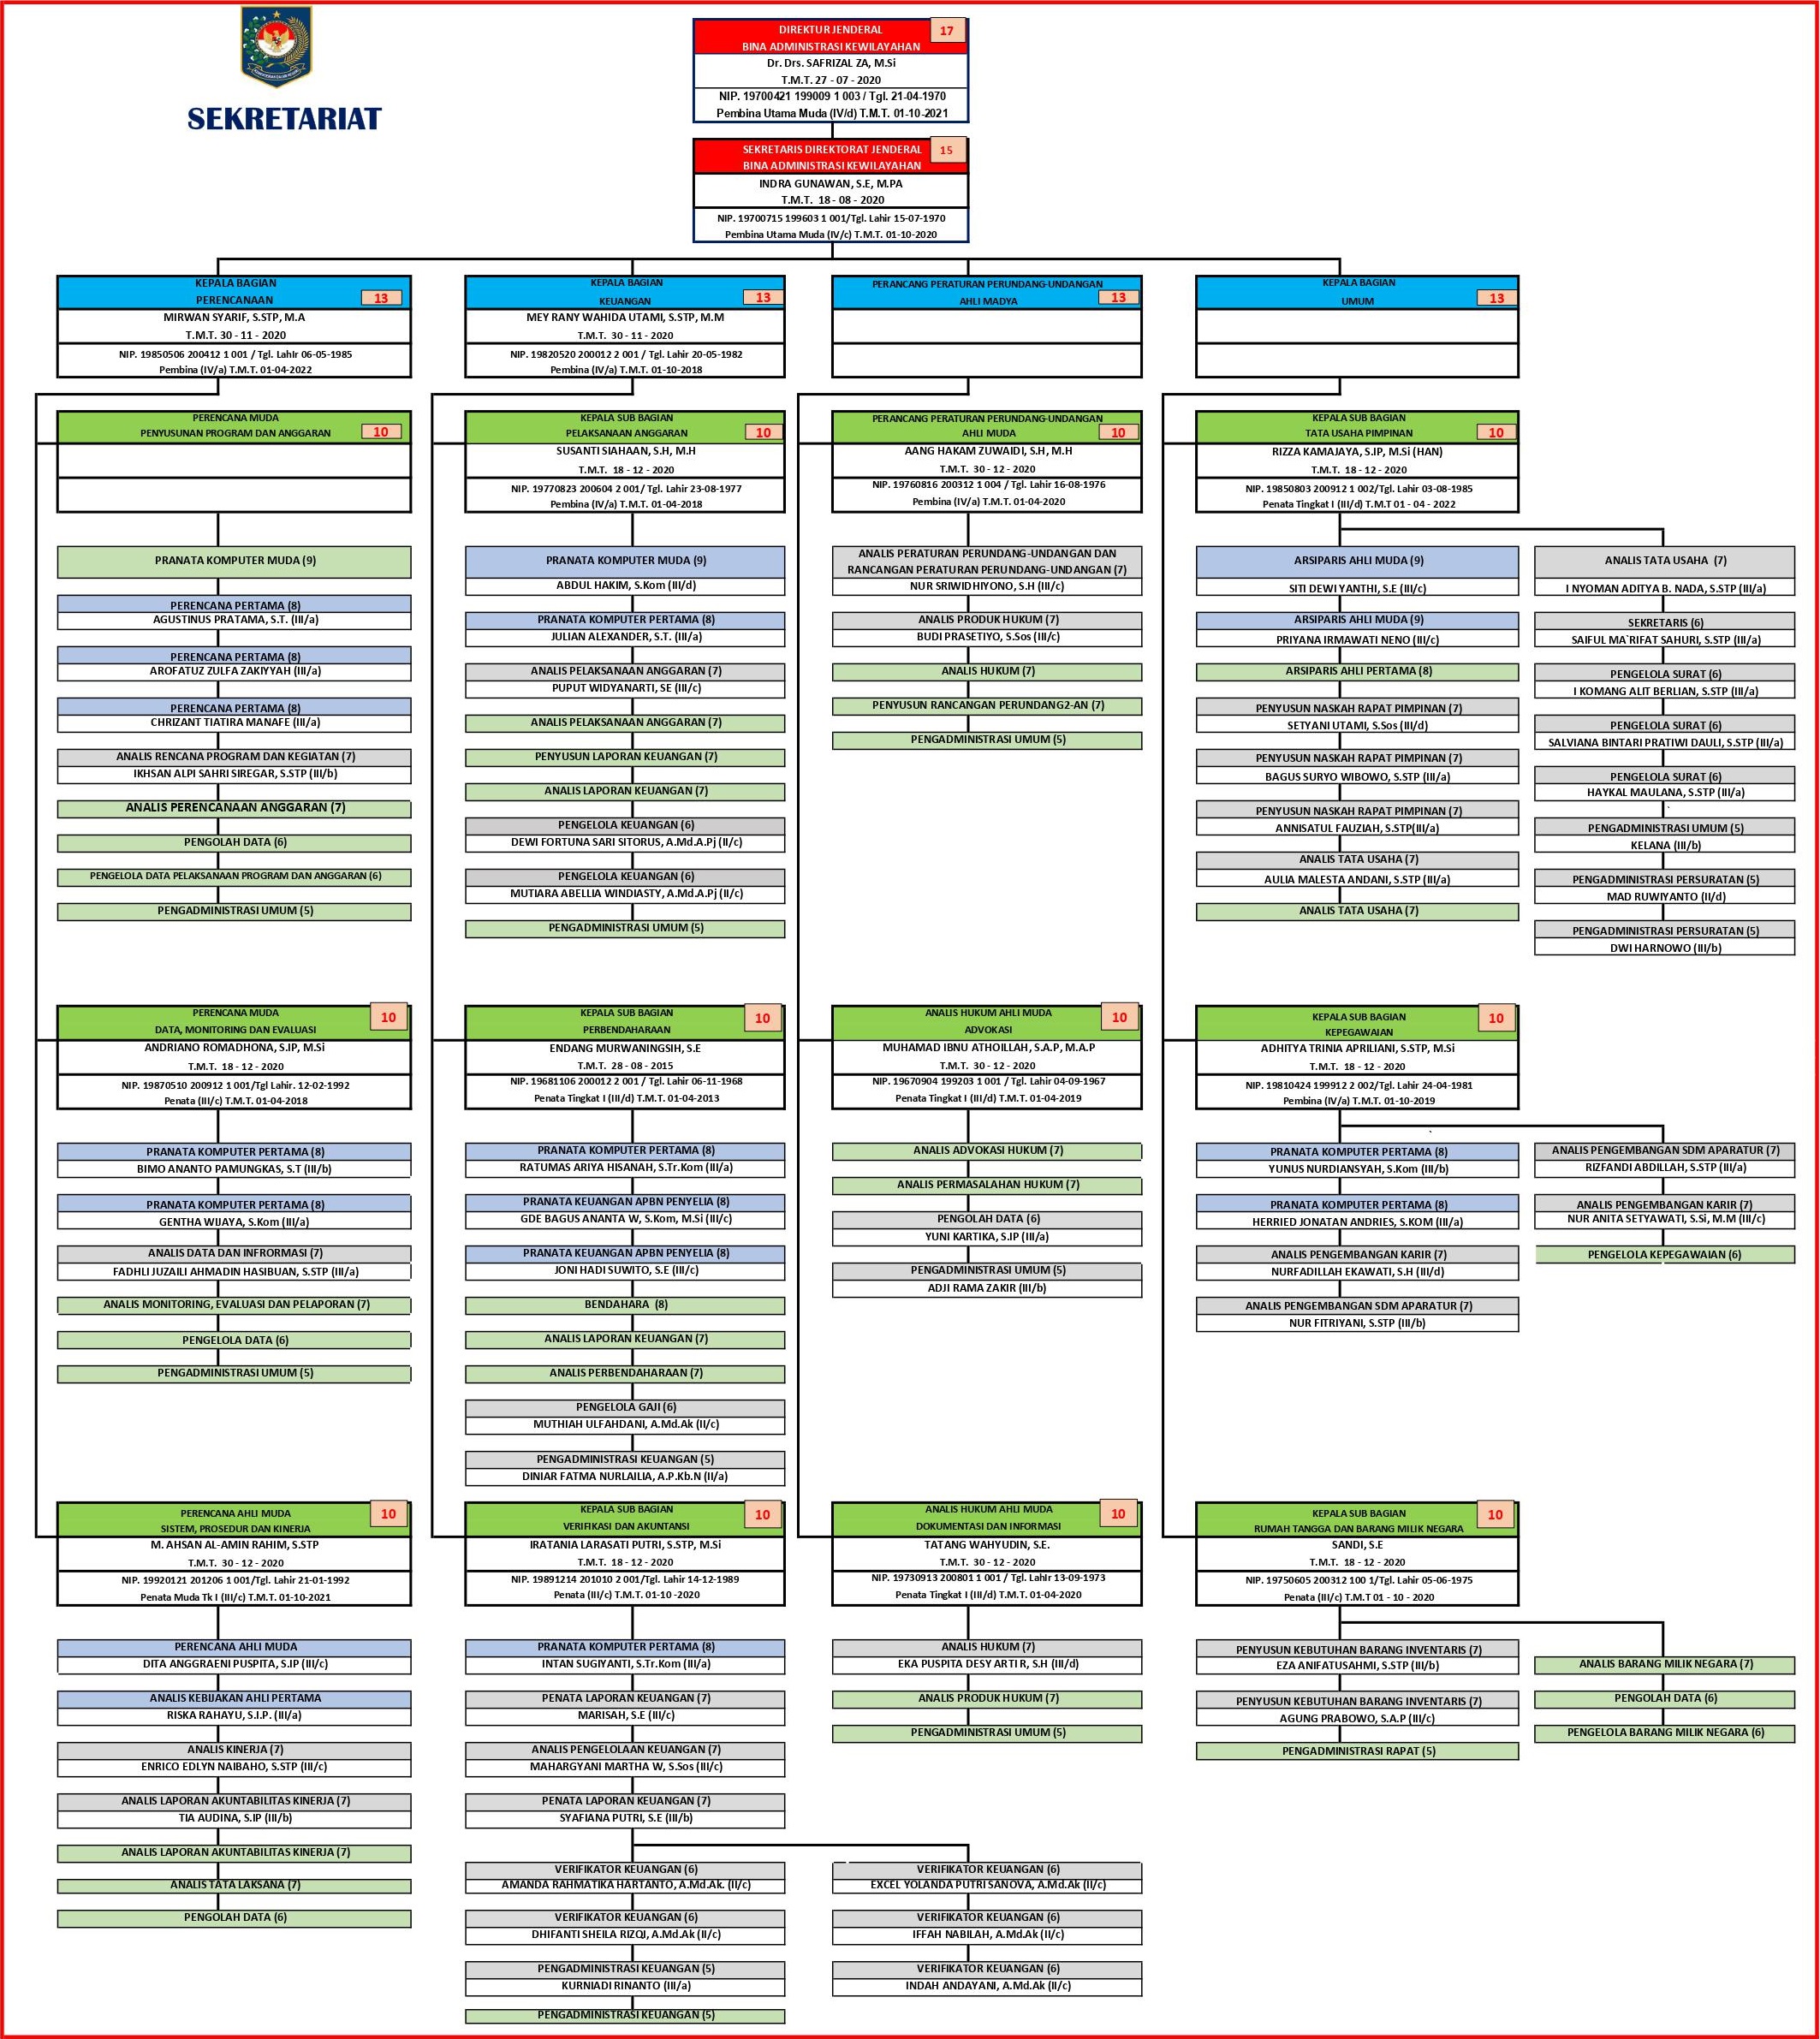 SEKRETARIAT
DIREKTUR JENDERAL
17
BINA ADMINISTRASI KEWILAYAHAN
Dr. Drs. SAFRIZAL ZA, M.Si
T.M.T. 27 - 07 - 2020
NIP. 19700421 199009 1 003 / Tgl. 21-04-1970
Pembina Utama Muda (IV/d) T.M.T. 01-10-2021
SEKRETARIS DIREKTORAT JENDERAL
15
BINA ADMINISTRASI KEWILAYAHAN
INDRA GUNAWAN, S.E, M.PA
T.M.T. 18 - 08 - 2020
NIP. 19700715 199603 1 001/Tgl. Lahir 15-07-1970
Pembina Utama Muda (IV/c) T.M.T. 01-10-2020
KEPALA BAGIAN
PERENCANAAN
13
MIRWAN SYARIF, S.STP, M.A
T.M.T. 30 - 11 - 2020
NIP. 19850506 200412 1 001 / Tgl. Lahir 06-05-1985
Pembina (IV/a) T.M.T. 01-04-2022
PERENCANA MUDA
PENYUSUNAN PROGRAM DAN ANGGARAN
10
PRANATA KOMPUTER MUDA (9)
PERENCANA PERTAMA (8)
AGUSTINUS PRATAMA, S.T. (III/a)
PERENCANA PERTAMA (8)
AROFATUZ ZULFA ZAKIYYAH (III/a)
PERENCANA PERTAMA (8)
CHRIZANT TIATIRA MANAFE (III/a)
ANALIS RENCANA PROGRAM DAN KEGIATAN (7)
IKHSAN ALPI SAHRI SIREGAR, S.STP (III/b)
ANALIS PERENCANAAN ANGGARAN (7)
PENGOLAH DATA (6)
PENGELOLA DATA PELAKSANAAN PROGRAM DAN ANGGARAN (6)
PENGADMINISTRASI UMUM (5)
PERENCANA MUDA
10
DATA, MONITORING DAN EVALUASI
ANDRIANO ROMADHONA, S.IP, M.Si
T.M.T. 18 - 12 - 2020
NIP. 19870510 200912 1 001/Tgl Lahir. 12-02-1992
Penata (III/c) T.M.T. 01-04-2018
PRANATA KOMPUTER PERTAMA (8)
BIMO ANANTO PAMUNGKAS, S.T (III/b)
PRANATA KOMPUTER PERTAMA (8)
GENTHA WIJAYA, S.Kom (III/a)
ANALIS DATA DAN INFRORMASI (7)
FADHLI JUZAILI AHMADIN HASIBUAN, S.STP (III/a)
ANALIS MONITORING, EVALUASI DAN PELAPORAN (7)
PENGELOLA DATA (6)
PENGADMINISTRASI UMUM (5)
PERENCANA AHLI MUDA
10
SISTEM, PROSEDUR DAN KINERJA
M. AHSAN AL-AMIN RAHIM, S.STP
T.M.T. 30 - 12 - 2020
NIP. 19920121 201206 1 001/Tgl. Lahir 21-01-1992
Penata Muda Tk I (III/c) T.M.T. 01-10-2021
PERENCANA AHLI MUDA
DITA ANGGRAENI PUSPITA, S.IP (III/c)
ANALIS KEBIJAKAN AHLI PERTAMA
RISKA RAHAYU, S.I.P. (III/a)
ANALIS KINERJA (7)
ENRICO EDLYN NAIBAHO, S.STP (III/c)
ANALIS LAPORAN AKUNTABILITAS KINERJA (7)
TIA AUDINA, S.IP (III/b)
ANALIS LAPORAN AKUNTABILITAS KINERJA (7)
ANALIS TATA LAKSANA (7)
PENGOLAH DATA (6)
KEPALA BAGIAN
KEUANGAN
13
MEY RANY WAHIDA UTAMI, S.STP, M.M
T.M.T. 30 - 11 - 2020
NIP. 19820520 200012 2 001 / Tgl. Lahir 20-05-1982
Pembina (IV/a) T.M.T. 01-10-2018
KEPALA SUB BAGIAN
PELAKSANAAN ANGGARAN
10
SUSANTI SIAHAAN, S.H, M.H
T.M.T. 18 - 12 - 2020
NIP. 19770823 200604 2 001/ Tgl. Lahir 23-08-1977
Pembina (IV/a) T.M.T. 01-04-2018
PRANATA KOMPUTER MUDA (9)
ABDUL HAKIM, S.Kom (III/d)
PRANATA KOMPUTER PERTAMA (8)
JULIAN ALEXANDER, S.T. (III/a)
ANALIS PELAKSANAAN ANGGARAN (7)
PUPUT WIDYANARTI, SE (III/c)
ANALIS PELAKSANAAN ANGGARAN (7)
PENYUSUN LAPORAN KEUANGAN (7)
ANALIS LAPORAN KEUANGAN (7)
PENGELOLA KEUANGAN (6)
DEWI FORTUNA SARI SITORUS, A.Md.A.Pj (II/c)
PENGELOLA KEUANGAN (6)
MUTIARA ABELLIA WINDIASTY, A.Md.A.Pj (II/c)
PENGADMINISTRASI UMUM (5)
KEPALA SUB BAGIAN
10
PERBENDAHARAAN
ENDANG MURWANINGSIH, S.E
T.M.T. 28 - 08 - 2015
NIP. 19681106 200012 2 001 / Tgl. Lahir 06-11-1968
Penata Tingkat I (III/d) T.M.T. 01-04-2013
PRANATA KOMPUTER PERTAMA (8)
RATUMAS ARIYA HISANAH, S.Tr.Kom (III/a)
PRANATA KEUANGAN APBN PENYELIA (8)
GDE BAGUS ANANTA W, S.Kom, M.Si (III/c)
PRANATA KEUANGAN APBN PENYELIA (8)
JONI HADI SUWITO, S.E (III/c)
BENDAHARA (8)
ANALIS LAPORAN KEUANGAN (7)
ANALIS PERBENDAHARAAN (7)
PENGELOLA GAJI (6)
MUTHIAH ULFAHDANI, A.Md.Ak (II/c)
PENGADMINISTRASI KEUANGAN (5)
DINIAR FATMA NURLAILIA, A.P.Kb.N (II/a)
KEPALA SUB BAGIAN
10
VERIFIKASI DAN AKUNTANSI
IRATANIA LARASATI PUTRI, S.STP, M.Si
T.M.T. 18 - 12 - 2020
NIP. 19891214 201010 2 001/Tgl. Lahir 14-12-1989
Penata (III/c) T.M.T. 01-10 -2020
PRANATA KOMPUTER PERTAMA (8)
INTAN SUGIYANTI, S.Tr.Kom (III/a)
PENATA LAPORAN KEUANGAN (7)
MARISAH, S.E (III/c)
ANALIS PENGELOLAAN KEUANGAN (7)
MAHARGYANI MARTHA W, S.Sos (III/c)
PENATA LAPORAN KEUANGAN (7)
SYAFIANA PUTRI, S.E (III/b)
VERIFIKATOR KEUANGAN (6)
AMANDA RAHMATIKA HARTANTO, A.Md.Ak. (II/c)
VERIFIKATOR KEUANGAN (6)
DHIFANTI SHEILA RIZQI, A.Md.Ak (II/c)
PENGADMINISTRASI KEUANGAN (5)
KURNIADI RINANTO (III/a)
PENGADMINISTRASI KEUANGAN (5)
VERIFIKATOR KEUANGAN (6)
EXCEL YOLANDA PUTRI SANOVA, A.Md.Ak (II/c)
VERIFIKATOR KEUANGAN (6)
IFFAH NABILAH, A.Md.Ak (II/c)
VERIFIKATOR KEUANGAN (6)
INDAH ANDAYANI, A.Md.Ak (II/c)
PERANCANG PERATURAN PERUNDANG-UNDANGAN
AHLI MADYA
13
PERANCANG PERATURAN PERUNDANG-UNDANGAN
AHLI MUDA
10
AANG HAKAM ZUWAIDI, S.H, M.H
T.M.T. 30 - 12 - 2020
NIP. 19760816 200312 1 004 / Tgl. Lahir 16-08-1976
Pembina (IV/a) T.M.T. 01-04-2020
ANALIS PERATURAN PERUNDANG-UNDANGAN DAN
RANCANGAN PERATURAN PERUNDANG-UNDANGAN (7)
NUR SRIWIDHIYONO, S.H (III/c)
ANALIS PRODUK HUKUM (7)
BUDI PRASETIYO, S.Sos (III/c)
ANALIS HUKUM (7)
PENYUSUN RANCANGAN PERUNDANG2-AN (7)
PENGADMINISTRASI UMUM (5)
ANALIS HUKUM AHLI MUDA
10
ADVOKASI
MUHAMAD IBNU ATHOILLAH, S.A.P, M.A.P
T.M.T. 30 - 12 - 2020
NIP. 19670904 199203 1 001 / Tgl. Lahir 04-09-1967
Penata Tingkat I (III/d) T.M.T. 01-04-2019
ANALIS ADVOKASI HUKUM (7)
ANALIS PERMASALAHAN HUKUM (7)
PENGOLAH DATA (6)
YUNI KARTIKA, S.IP (III/a)
PENGADMINISTRASI UMUM (5)
ADJI RAMA ZAKIR (III/b)
ANALIS HUKUM AHLI MUDA
10
DOKUMENTASI DAN INFORMASI
TATANG WAHYUDIN, S.E.
T.M.T. 30 - 12 - 2020
NIP. 19730913 200801 1 001 / Tgl. Lahir 13-09-1973
Penata Tingkat I (III/d) T.M.T. 01-04-2020
ANALIS HUKUM (7)
EKA PUSPITA DESY ARTI R, S.H (III/d)
ANALIS PRODUK HUKUM (7)
PENGADMINISTRASI UMUM (5)
KEPALA BAGIAN
UMUM
13
KEPALA SUB BAGIAN
TATA USAHA PIMPINAN
10
RIZZA KAMAJAYA, S.IP, M.Si (HAN)
T.M.T. 18 - 12 - 2020
NIP. 19850803 200912 1 002/Tgl. Lahir 03-08-1985
Penata Tingkat I (III/d) T.M.T 01 - 04 - 2022
ARSIPARIS AHLI MUDA (9)
SITI DEWI YANTHI, S.E (III/c)
ARSIPARIS AHLI MUDA (9)
PRIYANA IRMAWATI NENO (III/c)
ARSIPARIS AHLI PERTAMA (8)
PENYUSUN NASKAH RAPAT PIMPINAN (7)
SETYANI UTAMI, S.Sos (III/d)
PENYUSUN NASKAH RAPAT PIMPINAN (7)
BAGUS SURYO WIBOWO, S.STP (III/a)
PENYUSUN NASKAH RAPAT PIMPINAN (7)
ANNISATUL FAUZIAH, S.STP(III/a)
ANALIS TATA USAHA (7)
AULIA MALESTA ANDANI, S.STP (III/a)
ANALIS TATA USAHA (7)
ANALIS TATA USAHA (7)
I NYOMAN ADITYA B. NADA, S.STP (III/a)
SEKRETARIS (6)
SAIFUL MA`RIFAT SAHURI, S.STP (III/a)
PENGELOLA SURAT (6)
I KOMANG ALIT BERLIAN, S.STP (III/a)
PENGELOLA SURAT (6)
SALVIANA BINTARI PRATIWI DAULI, S.STP (III/a)
PENGELOLA SURAT (6)
HAYKAL MAULANA, S.STP (III/a)
PENGADMINISTRASI UMUM (5)
KELANA (III/b)
PENGADMINISTRASI PERSURATAN (5)
MAD RUWIYANTO (II/d)
PENGADMINISTRASI PERSURATAN (5)
DWI HARNOWO (III/b)
KEPALA SUB BAGIAN
10
KEPEGAWAIAN
ADHITYA TRINIA APRILIANI, S.STP, M.Si
T.M.T. 18 - 12 - 2020
NIP. 19810424 199912 2 002/Tgl. Lahir 24-04-1981
Pembina (IV/a) T.M.T. 01-10-2019
PRANATA KOMPUTER PERTAMA (8)
YUNUS NURDIANSYAH, S.Kom (III/b)
PRANATA KOMPUTER PERTAMA (8)
HERRIED JONATAN ANDRIES, S.KOM (III/a)
ANALIS PENGEMBANGAN KARIR (7)
NURFADILLAH EKAWATI, S.H (III/d)
ANALIS PENGEMBANGAN SDM APARATUR (7)
NUR FITRIYANI, S.STP (III/b)
ANALIS PENGEMBANGAN SDM APARATUR (7)
RIZFANDI ABDILLAH, S.STP (III/a)
ANALIS PENGEMBANGAN KARIR (7)
NUR ANITA SETYAWATI, S.Si, M.M (III/c)
PENGELOLA KEPEGAWAIAN (6)
KEPALA SUB BAGIAN
10
RUMAH TANGGA DAN BARANG MILIK NEGARA
SANDI, S.E
T.M.T. 18 - 12 - 2020
NIP. 19750605 200312 100 1/Tgl. Lahir 05-06-1975
Penata (III/c) T.M.T 01 - 10 - 2020
PENYUSUN KEBUTUHAN BARANG INVENTARIS (7)
EZA ANIFATUSAHMI, S.STP (III/b)
PENYUSUN KEBUTUHAN BARANG INVENTARIS (7)
AGUNG PRABOWO, S.A.P (III/c)
PENGADMINISTRASI RAPAT (5)
ANALIS BARANG MILIK NEGARA (7)
PENGOLAH DATA (6)
PENGELOLA BARANG MILIK NEGARA (6)